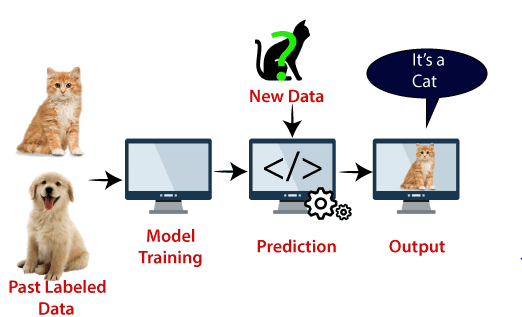 It's a
Cat
?
New Data
</>
Model
Training
Prediction
Output
Past Labeled
Data